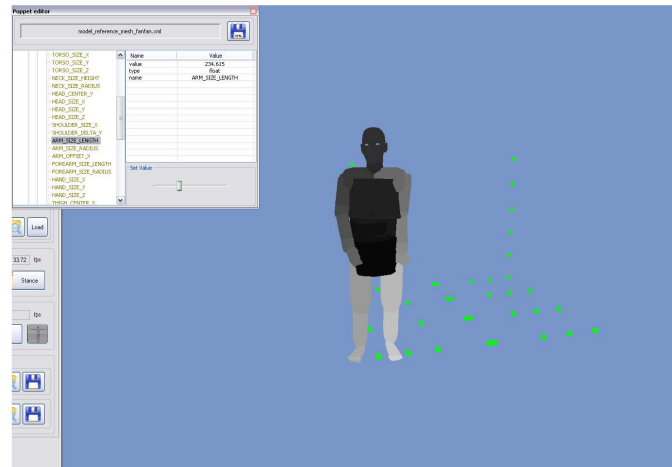 Puppet editor
model_reference_mesh_fanfan.xml
TORSO_SIZE_X
TORSO_SIZE_Y
TORSO_SIZE_Z
NECK_SIZE_HEIGHT
NECK_SIZE_RADIUS
HEAD_CENTER_Y
HEAD_SIZE_X
HEAD_SIZE_Y
HEAD_SIZE_Z
SHOULDER_SIZE_X
SHOULDER_DELTA_Y
ARM_SIZE_LENGTH
ARM_SIZE_RADIUS
ARM_OFFSET_X
FOREARM_SIZE_LENGTH
FOREARM_SIZE_RADIUS
HAND_SIZE_X
HAND_SIZE_Y
HAND_SIZE_Z
THIGH_CENTER_X
Name Value
value 234.615
type float
name ARM_SIZE_LENGTH
Set Value
Load
33.72 fps
Stance
fps